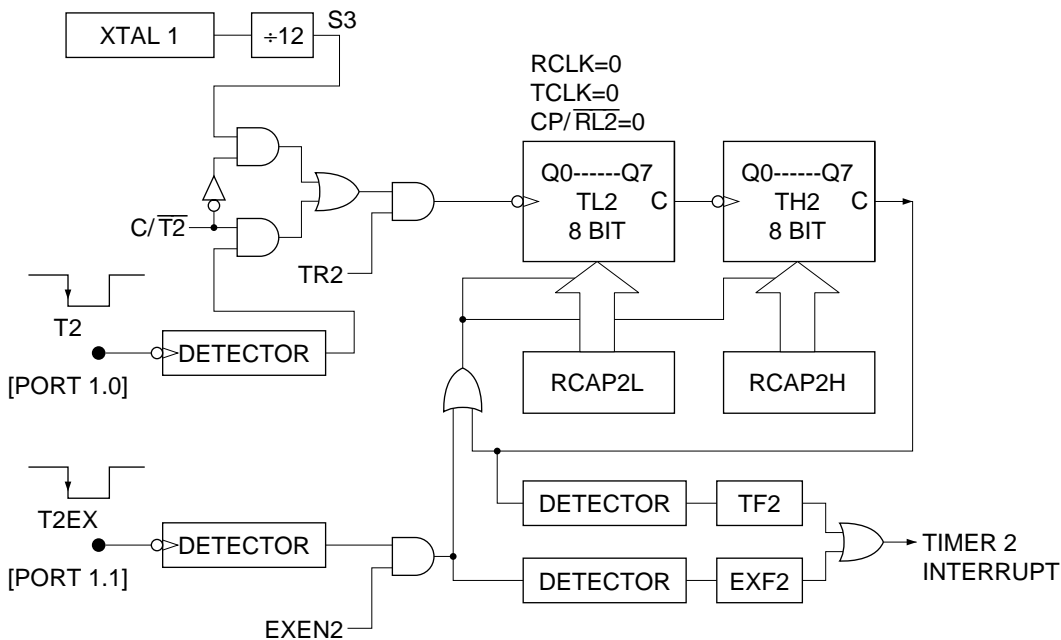 S3
XTAL 1
÷12
RCLK=0
TCLK=0
CP/R̅L̅2̅=0
Q0------Q7
TL2 C
8 BIT
Q0------Q7
TH2 C
8 BIT
C/T̅2̅
TR2
T2
DETECTOR
[PORT 1.0]
RCAP2L
RCAP2H
T2EX
DETECTOR
[PORT 1.1]
EXEN2
DETECTOR
TF2
DETECTOR
EXF2
TIMER 2
INTERRUPT